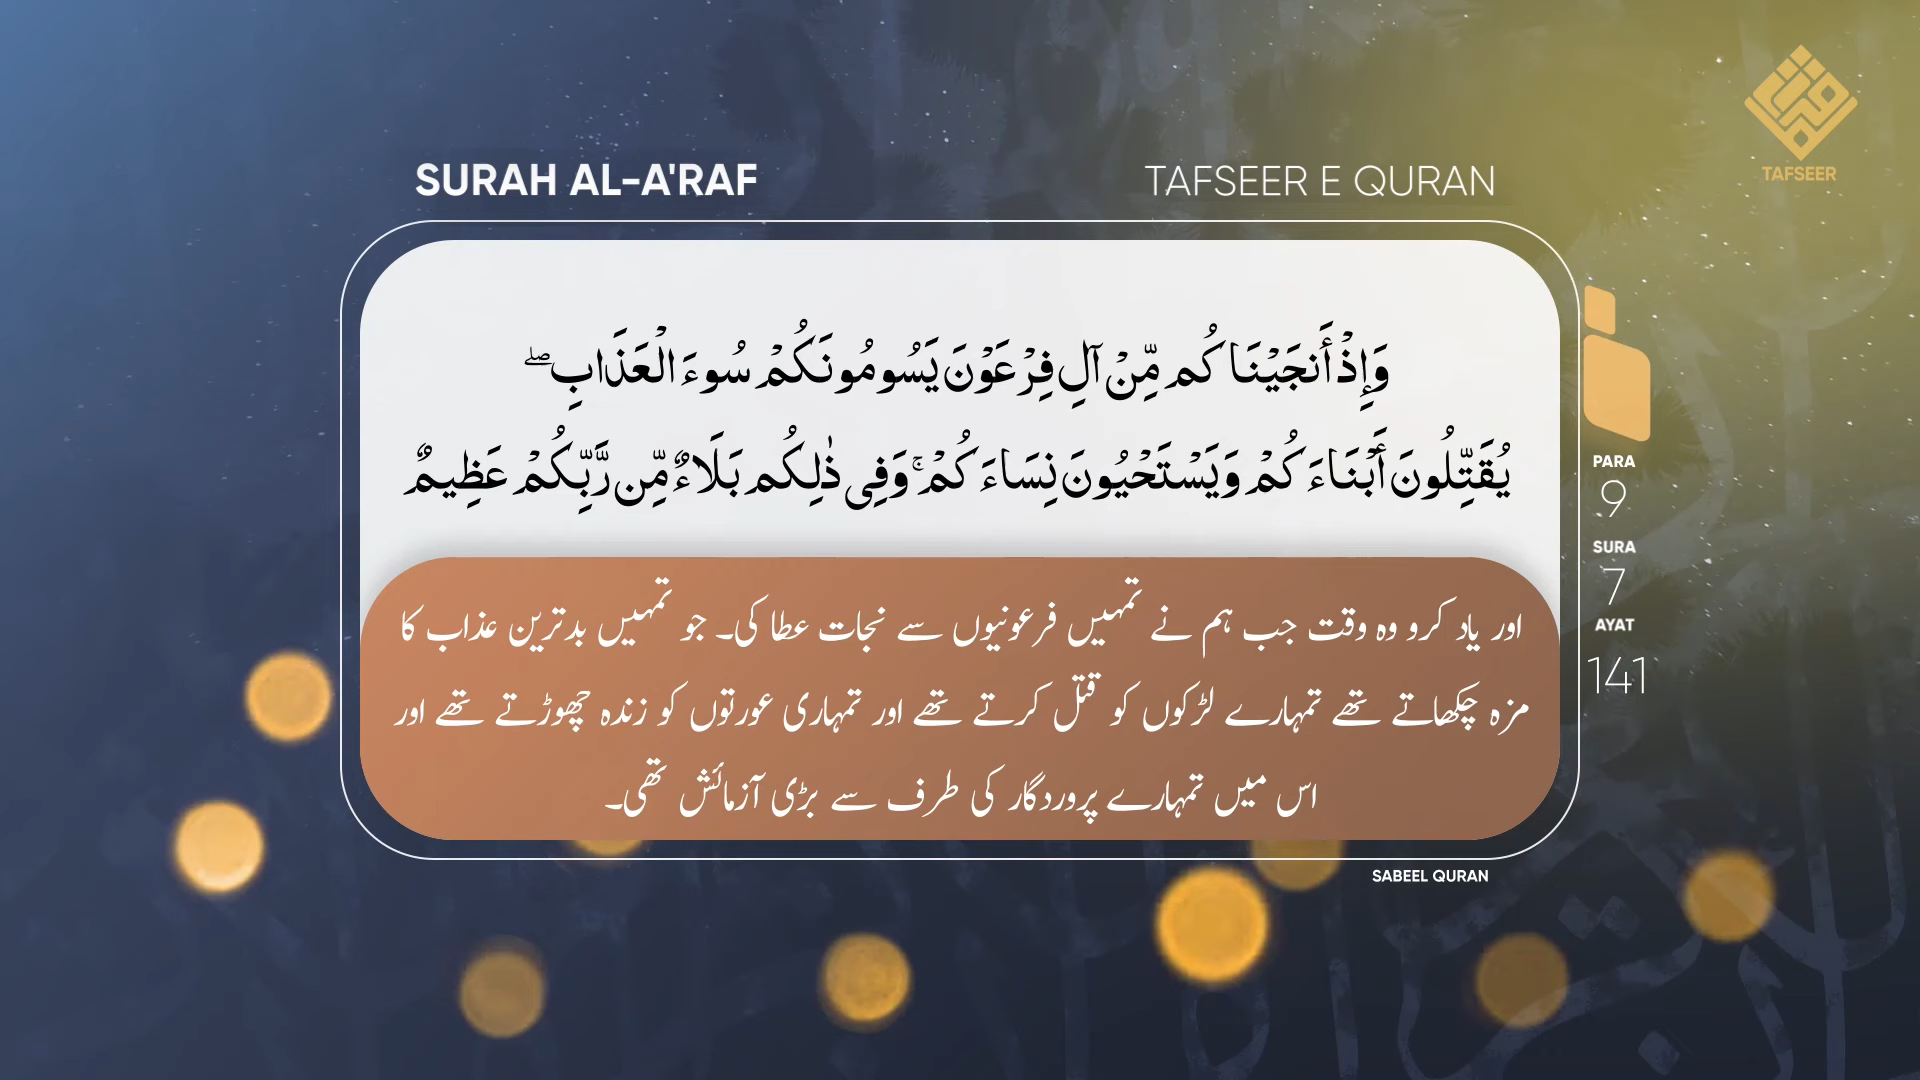 SURAH AL-A'RAF
TAFSEER E QURAN
TAFSEER
وَإِذْ أَنجَيْنَاكُم مِّنْ آلِ فِرْعَوْنَ يَسُومُونَكُمْ سُوءَ الْعَذَابِ ۖ
يُقَتِّلُونَ أَبْنَاءَكُمْ وَيَسْتَحْيُونَ نِسَاءَكُمْ ۚ وَفِي ذَٰلِكُم بَلَاءٌ مِّن رَّبِّكُمْ عَظِيمٌ
اور یاد کرو وہ وقت جب ہم نے تمہیں فرعونیوں سے نجات عطا کی۔ جو تمہیں بدترین عذاب کا
مزہ چکھاتے تھے تمہارے لڑکوں کو قتل کرتے تھے اور تمہاری عورتوں کو زندہ چھوڑتے تھے اور
اس میں تمہارے پروردگار کی طرف سے بڑی آزمائش تھی۔
PARA
9
SURA
7
AYAT
141
SABEEL QURAN